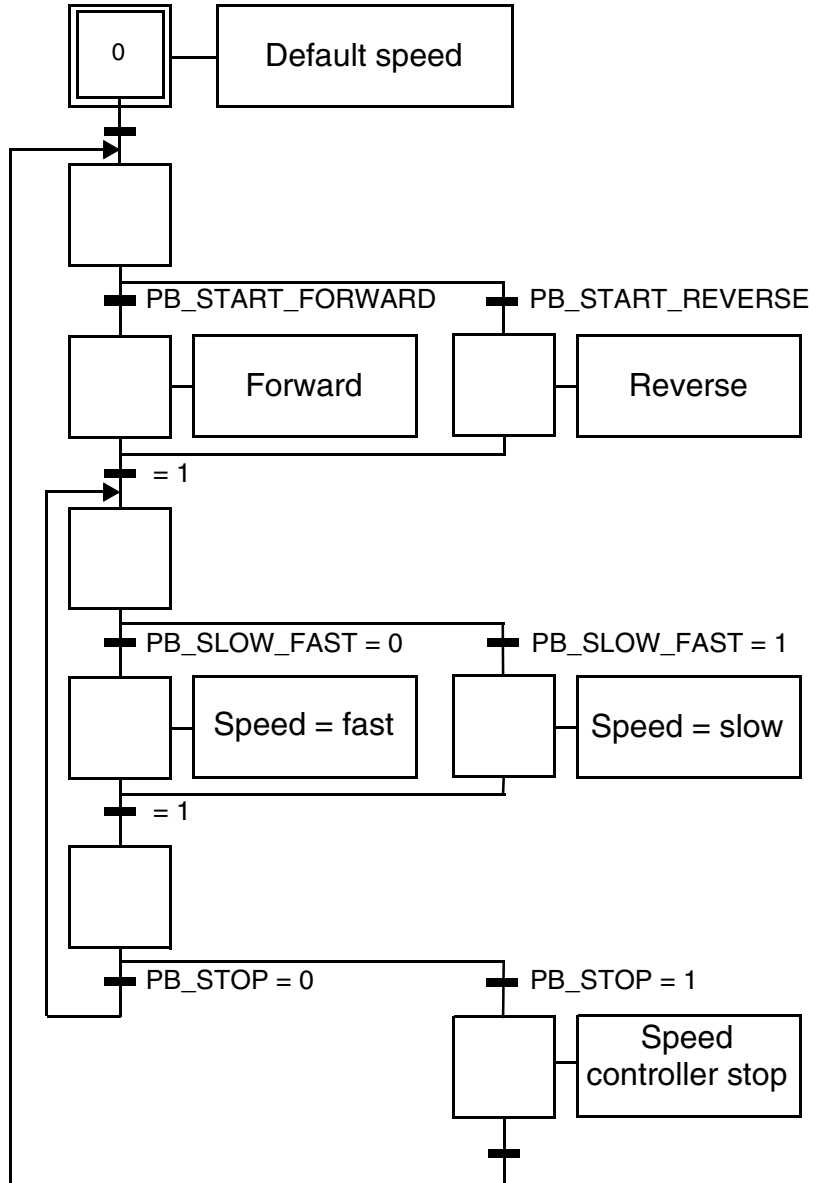 0
Default speed
PB_START_FORWARD
PB_START_REVERSE
Forward
Reverse
= 1
PB_SLOW_FAST = 0
PB_SLOW_FAST = 1
Speed = fast
Speed = slow
= 1
PB_STOP = 0
PB_STOP = 1
Speed
controller stop